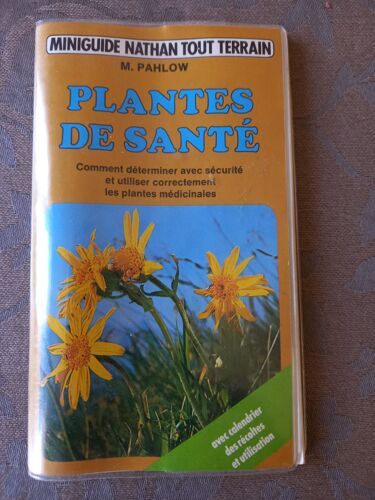 MINIGUIDE NATHAN TOUT TERRAIN
M. PAHLOW
PLANTES
DE SANTÉ
Comment déterminer avec sécurité
et utiliser correctement
les plantes médicinales
avec calendrier
des récoltes
et utilisation